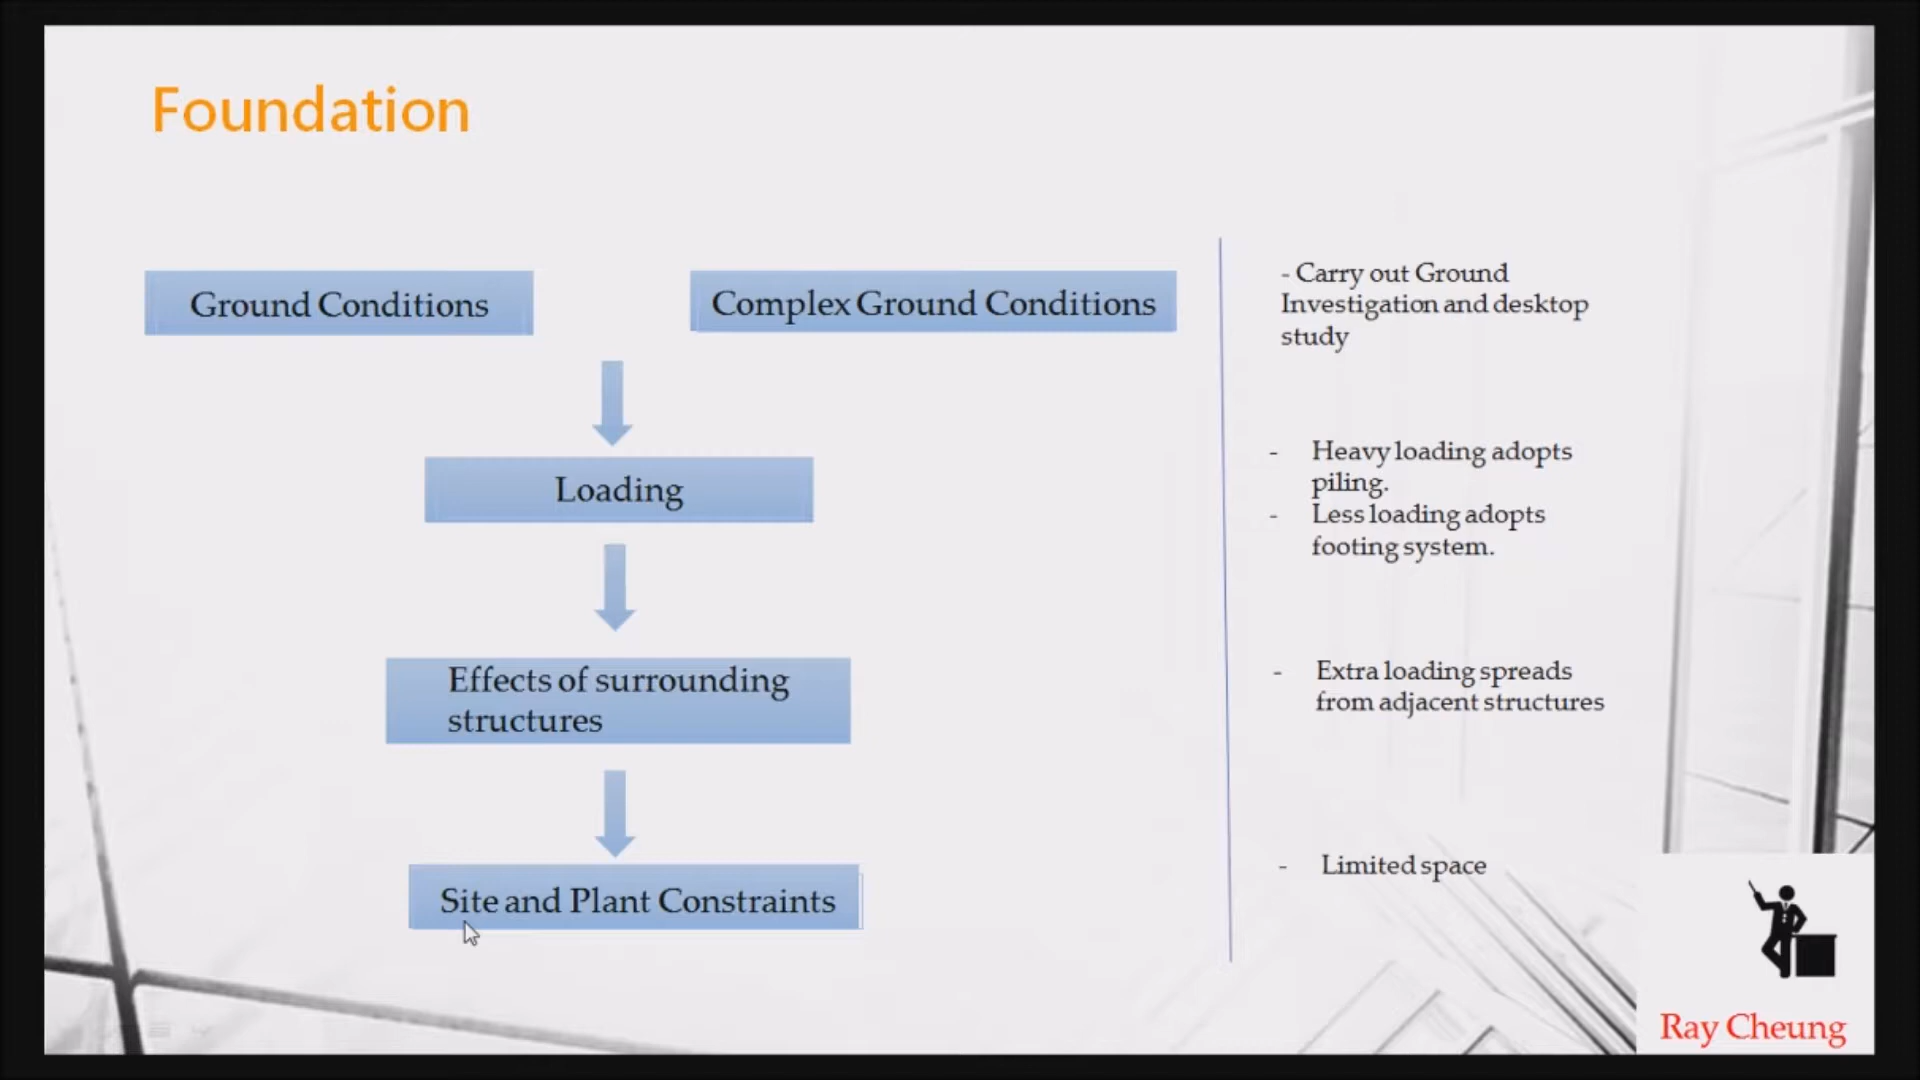 Foundation
Ground Conditions
Complex Ground Conditions
Loading
Effects of surrounding
structures
Site and Plant Constraints
- Carry out Ground
Investigation and desktop
study
- Heavy loading adopts
piling.
- Less loading adopts
footing system.
- Extra loading spreads
from adjacent structures
- Limited space
Ray Cheung